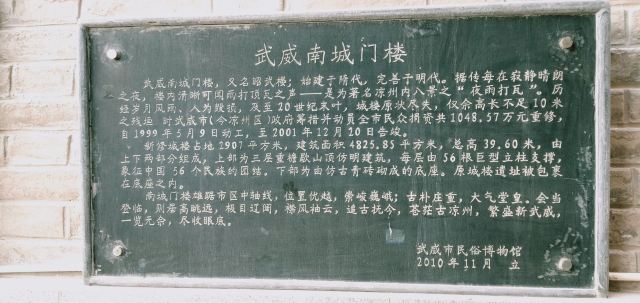 武威南城门楼
武威南城门楼，又名昭武楼；始建于隋代，完善于明代。据传每在寂静晴朗
之夜，楼内清晰可闻雨打顶瓦之声——是为著名凉州内八景之“夜雨打瓦”。历
经岁月风雨、人为毁损，及至20世纪末叶，城楼原状尽失，仅余高长不足10米
之残垣。时武威市(今凉州区)政府筹措并动员全市民众捐资共1048.57万元重修，
自1999年5月9日动工，至2001年12月20日告竣。
新修城楼占地2907平方米，建筑面积4825.85平方米，总高39.60米，由
上下两部分组成，上部为三层重檐歇山顶仿明建筑，每层由56根巨型立柱支撑，
象征中国56个民族的团结。下部为由仿古青砖砌成的底座。原城楼遗址被包裹
在底座之内。
南城门楼雄踞市区中轴线，位置优越，崇峻巍峨；古朴庄重，大气堂皇。会当
登临，则居高眺远，极目辽阔，襟风袖云，追古抚今，苍茫古凉州，繁盛新武威，
一览无余，尽收眼底。
武威市民俗博物馆
2010年11月 立